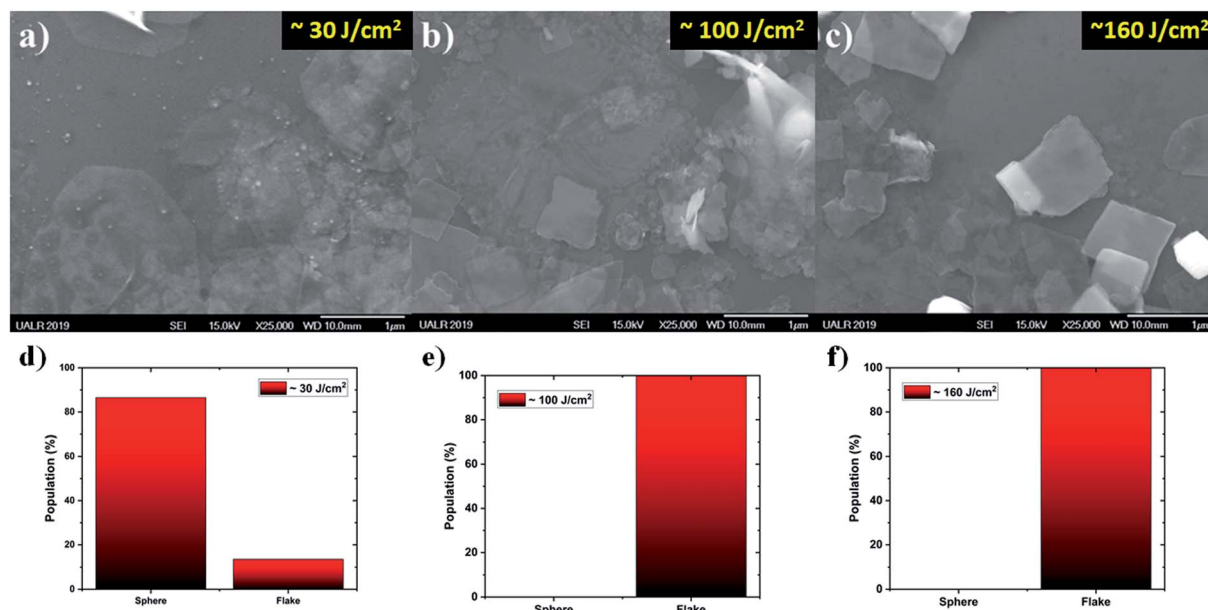 a)
~ 30 J/cm²
b)
~ 100 J/cm²
c)
~160 J/cm²
UALR 2019 SEI 15.0kV X25,000 WD 10.0mm 1µm
UALR 2019 SEI 15.0kV X25,000 WD 10.0mm 1µm
SEI 15.0kV X25,000 WD 10.0mm 1µm
d)
100
80
60
40
20
0
Population (%)
~ 30 J/cm²
Sphere Flake
e)
100
80
60
40
20
0
Population (%)
~ 100 J/cm²
Sphere Flake
f)
100
80
60
40
20
0
Population (%)
~ 160 J/cm²
Sphere Flake